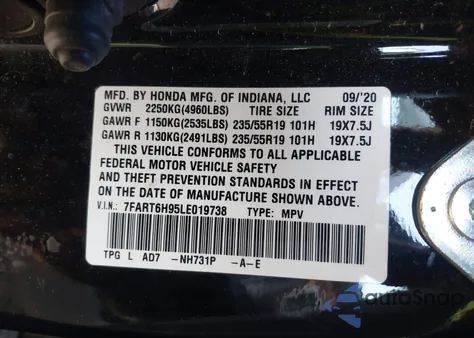 MFD. BY HONDA MFG. OF INDIANA, LLC 09/'20
GVWR 2250KG(4960LBS) TIRE SIZE RIM SIZE
GAWR F 1150KG(2535LBS) 235/55R19 101H 19X7.5J
GAWR R 1130KG(2491LBS) 235/55R19 101H 19X7.5J
THIS VEHICLE CONFORMS TO ALL APPLICABLE
FEDERAL MOTOR VEHICLE SAFETY
AND THEFT PREVENTION STANDARDS IN EFFECT
ON THE DATE OF MANUFACTURE SHOWN ABOVE.
V.I.N.: 7FART6H95LE019738 TYPE: MPV
TPG L AD7 -NH731P -A-E
AutoSnap